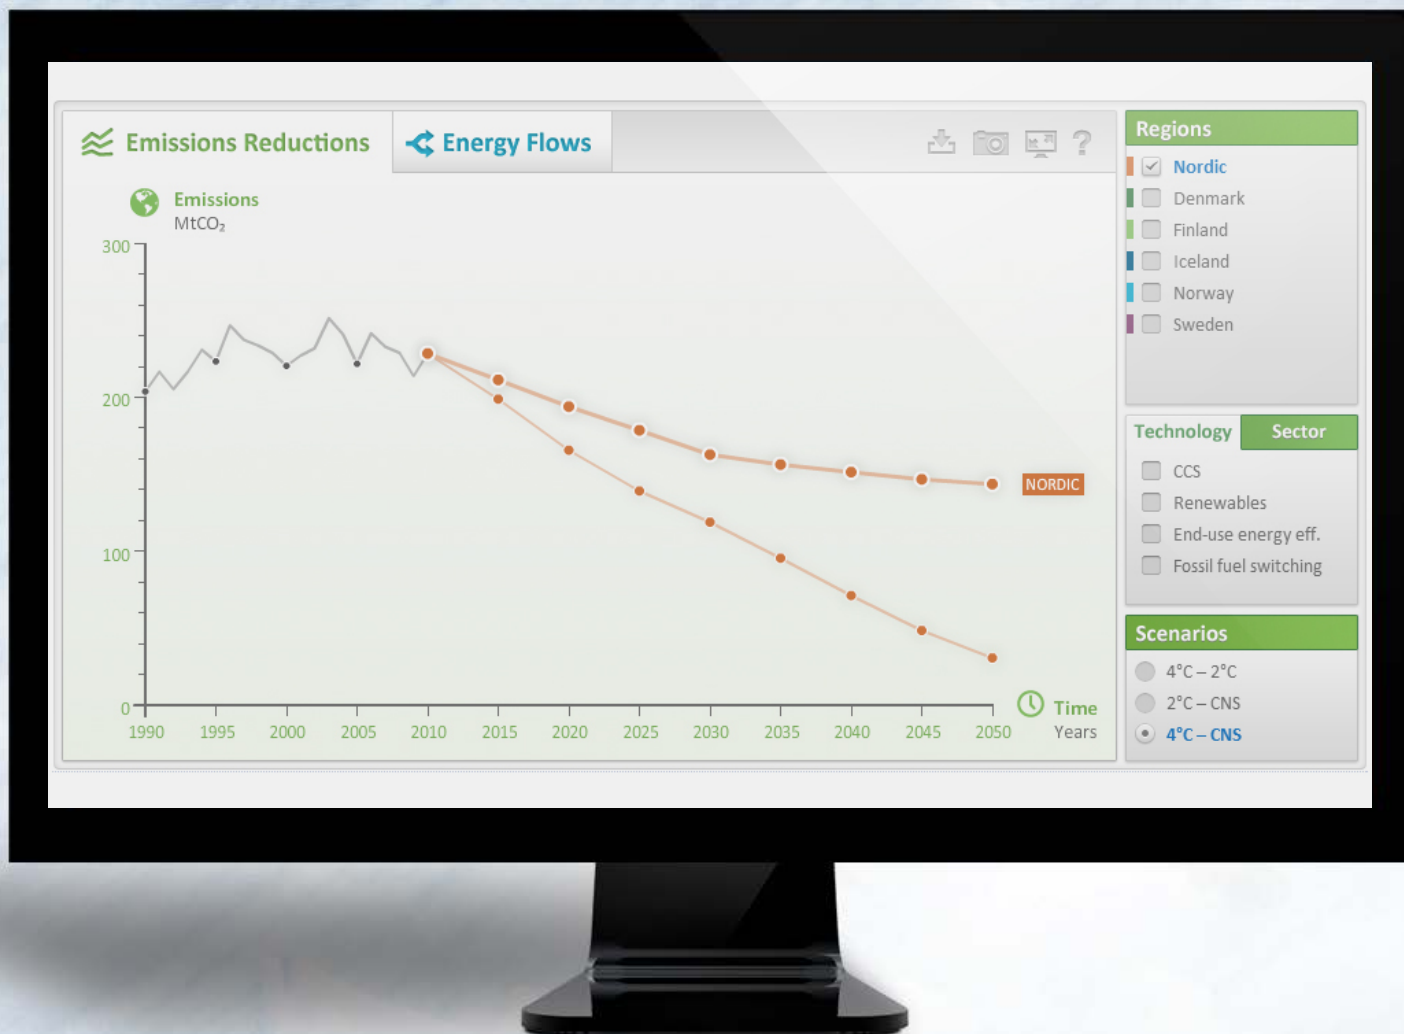 Emissions Reductions
Energy Flows
?
Emissions
MtCO₂
300
200
100
0
1990 1995 2000 2005 2010 2015 2020 2025 2030 2035 2040 2045 2050
Time
Years
NORDIC
Regions
Nordic
Denmark
Finland
Iceland
Norway
Sweden
Technology Sector
CCS
Renewables
End-use energy eff.
Fossil fuel switching
Scenarios
4°C – 2°C
2°C – CNS
4°C – CNS